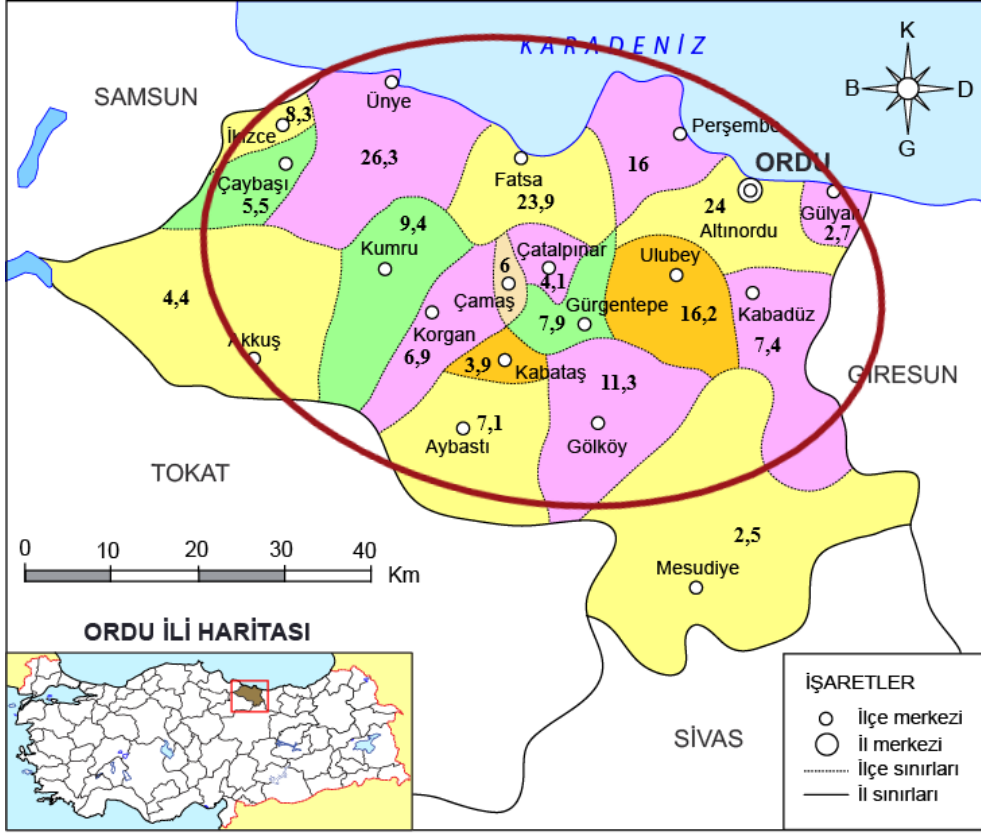 KARADENİZ
K
B
D
G
SAMSUN
Ünye
8,3
İkizce
Perşembe
26,3
16
ORDU
Çaybaşı
5,5
Fatsa
23,9
24
Altınordu
Gülyalı
2,7
9,4
Kumru
Çatalpınar
4,1
Ulubey
6
Çamaş
Gürgentepe
7,9
16,2
Kabadüz
7,4
4,4
Akkuş
Korgan
6,9
3,9
Kabataş
11,3
GİRESUN
7,1
Aybastı
Gölköy
TOKAT
2,5
Mesudiye
0 10 20 30 40
Km
ORDU İLİ HARİTASI
SİVAS
İŞARETLER
İlçe merkezi
İl merkezi
İlçe sınırları
İl sınırları